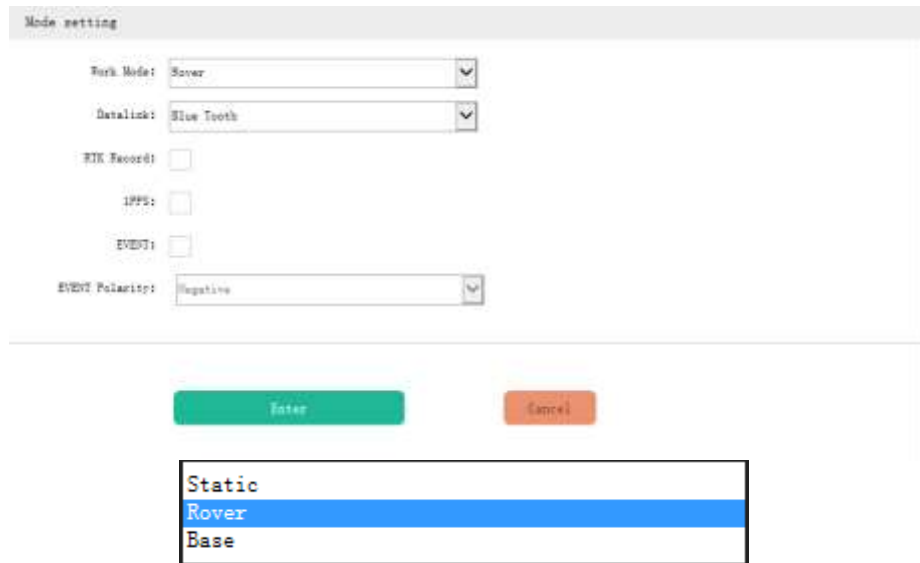 Mode setting
Work Mode: Rover
Datalink: Blue Tooth
RTK Record:
1PPS:
EVENT:
EVENT Polarity: Negative
Enter Cancel
Static
Rover
Base